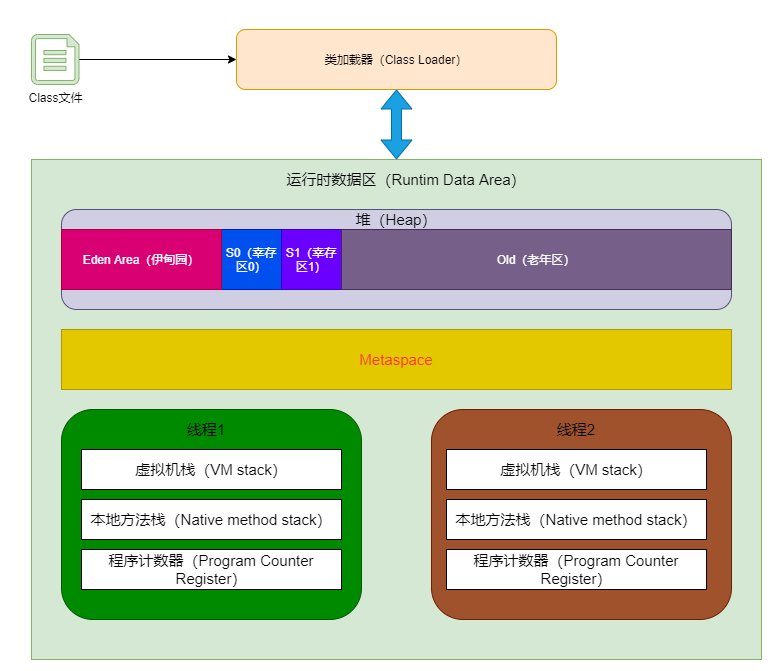 类加载器（Class Loader）
Class文件
运行时数据区（Runtim Data Area）
堆（Heap）
Eden Area（伊甸园）
S0（幸存
区0）
S1（幸存
区1）
Old（老年区）
Metaspace
线程1
虚拟机栈（VM stack）
本地方法栈（Native method stack）
程序计数器（Program Counter
Register）
线程2
虚拟机栈（VM stack）
本地方法栈（Native method stack）
程序计数器（Program Counter
Register）